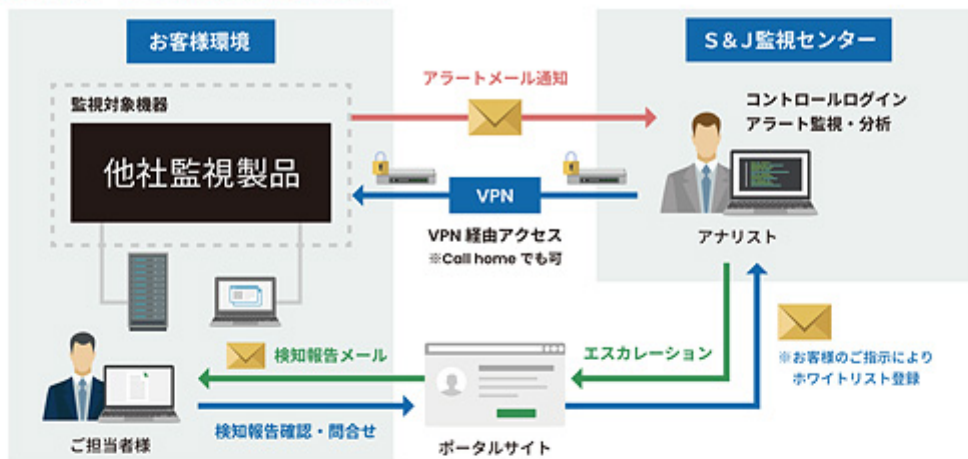 お客様環境
S&J監視センター
監視対象機器
他社監視製品
アラートメール通知
コントロールログイン
アラート監視・分析
VPN
VPN 経由アクセス
※Call home でも可
アナリスト
検知報告メール
エスカレーション
※お客様のご指示により
ホワイトリスト登録
検知報告確認・問合せ
ご担当者様
ポータルサイト